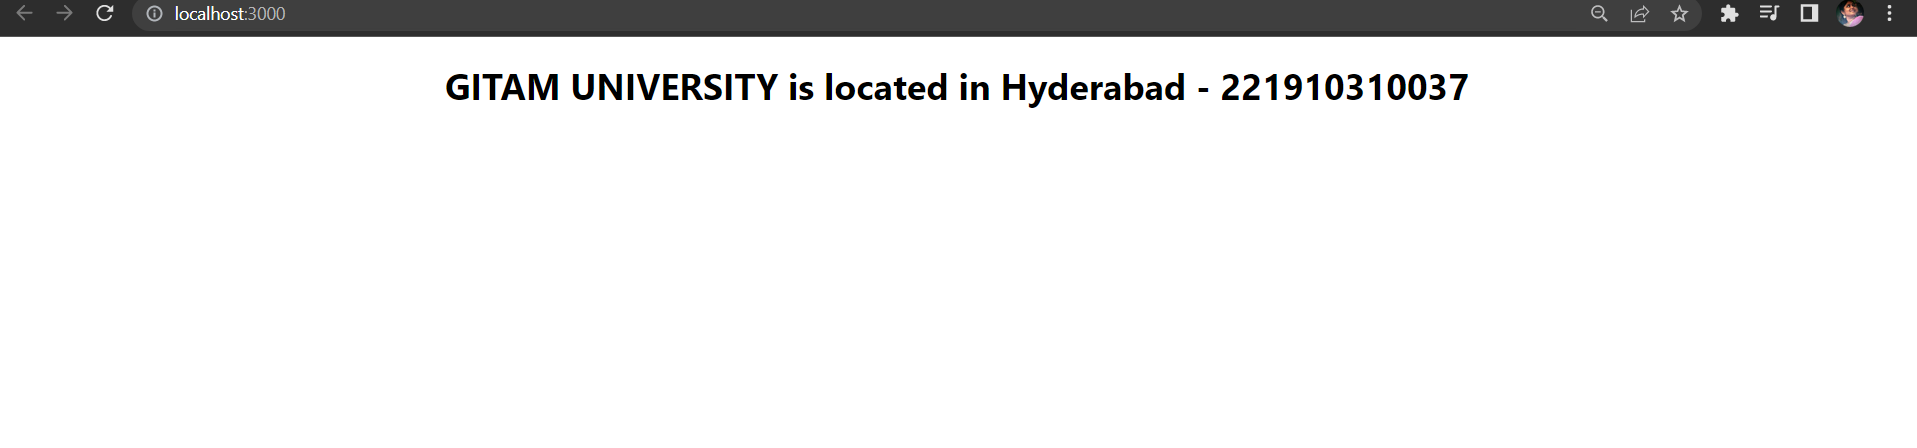 localhost:3000
GITAM UNIVERSITY is located in Hyderabad - 221910310037